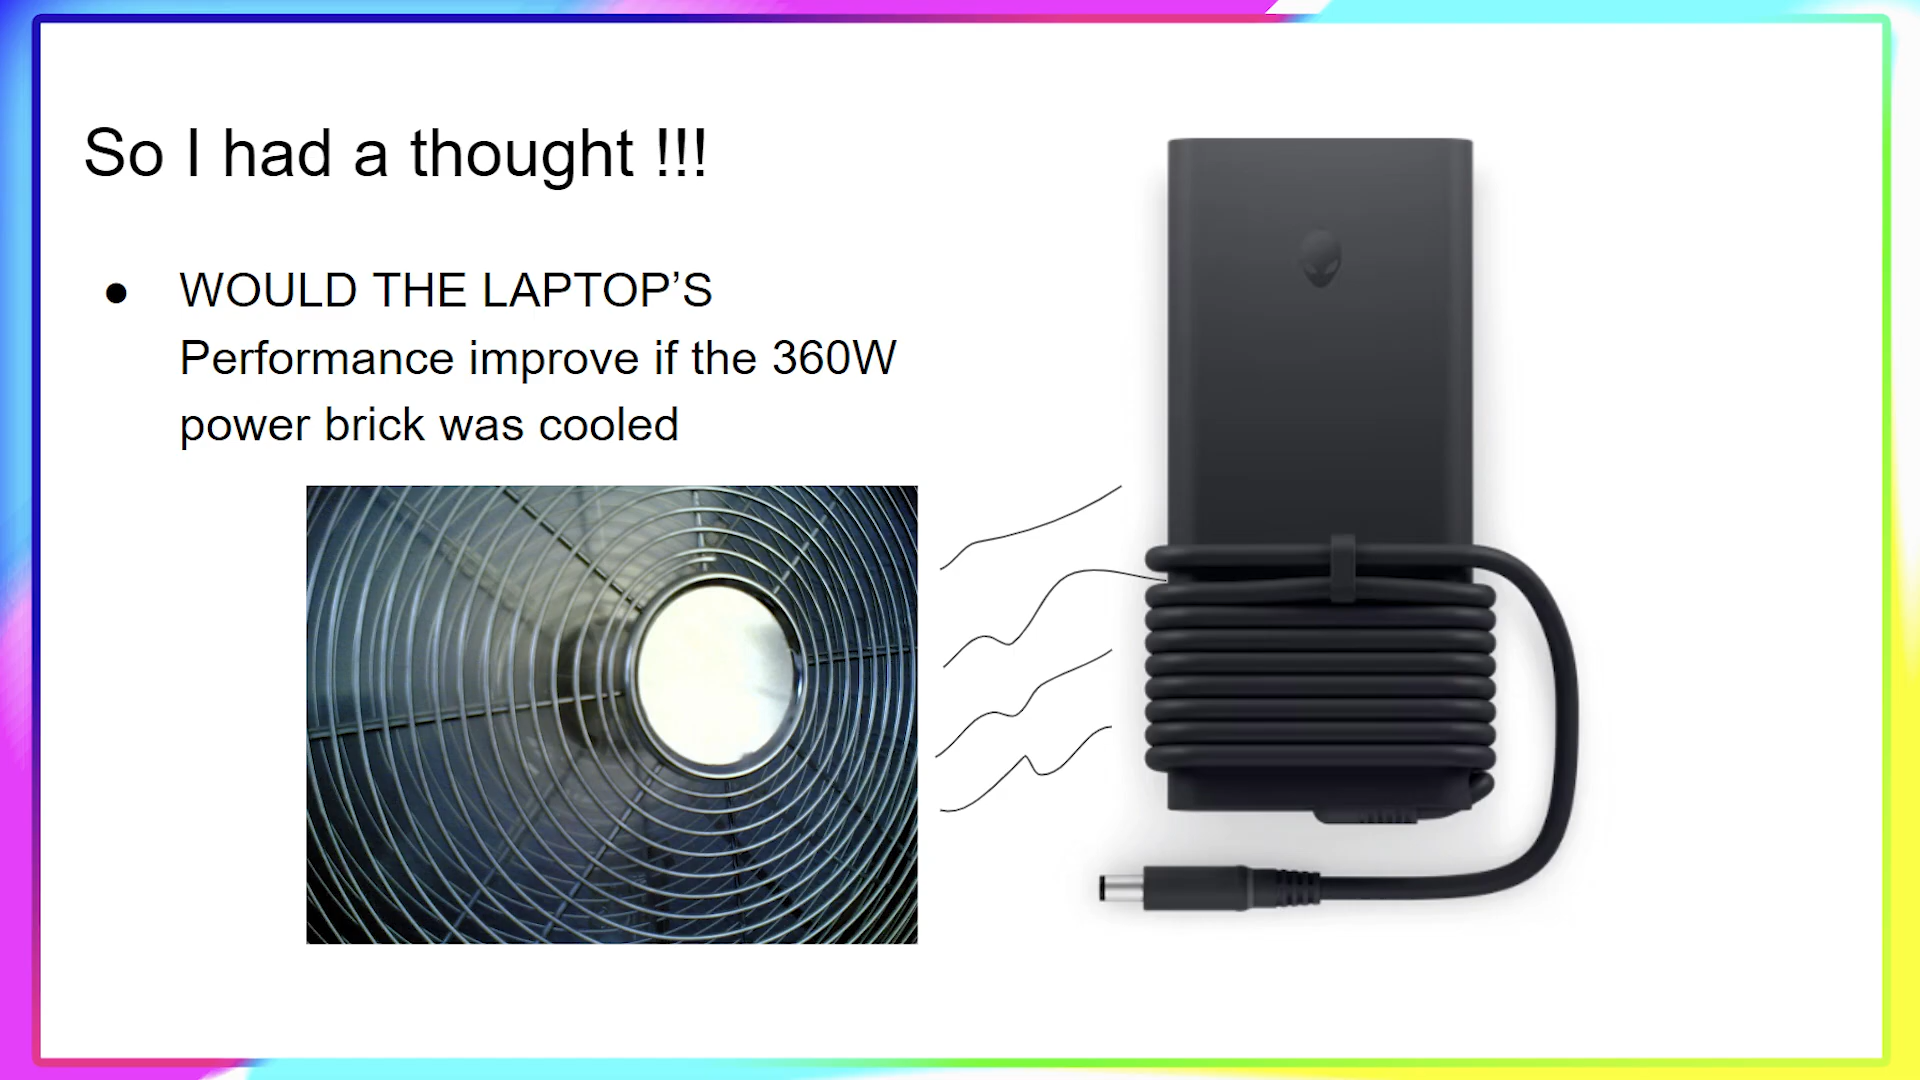 So I had a thought !!!
● WOULD THE LAPTOP’S
Performance improve if the 360W
power brick was cooled